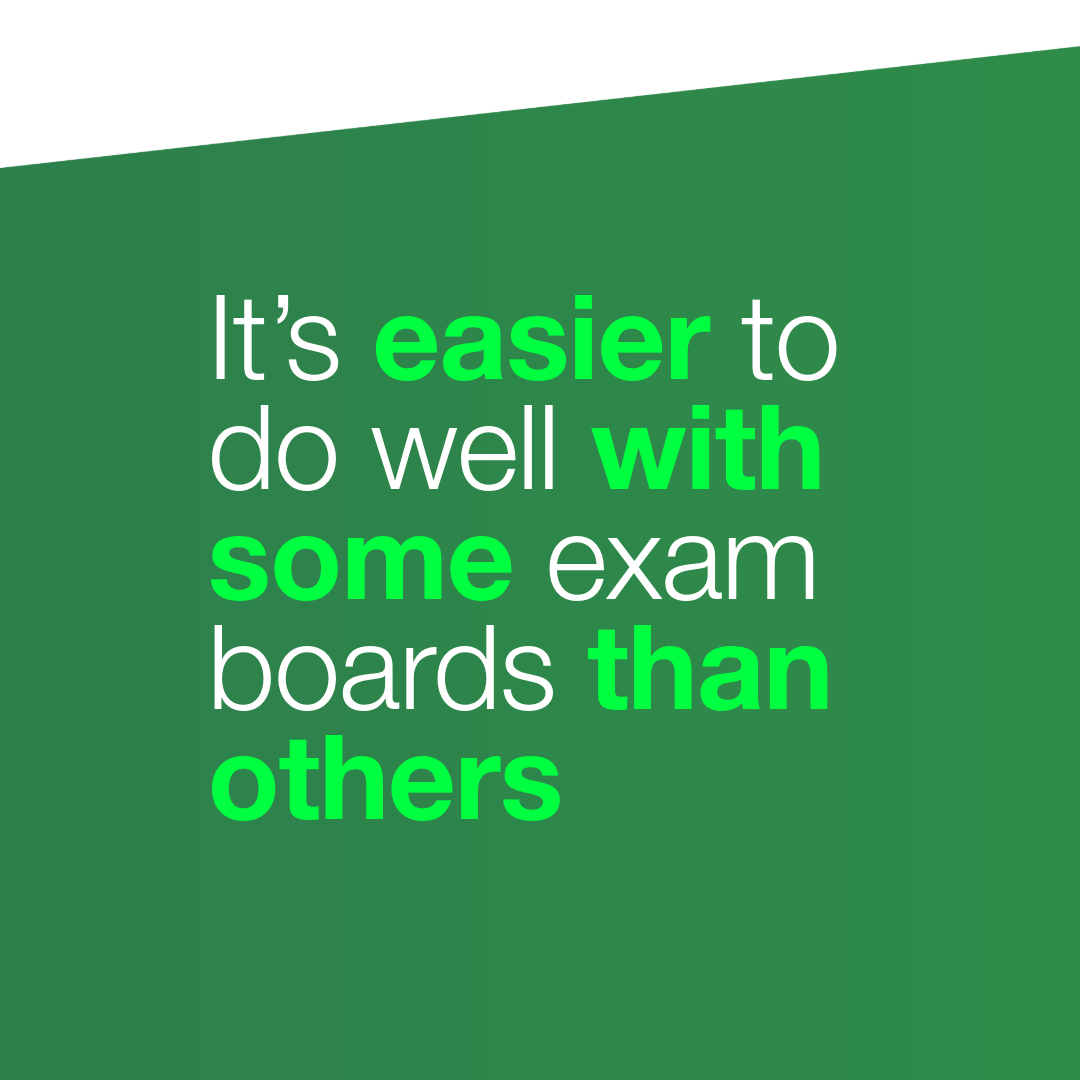 It’s easier to
do well with
some exam
boards than
others